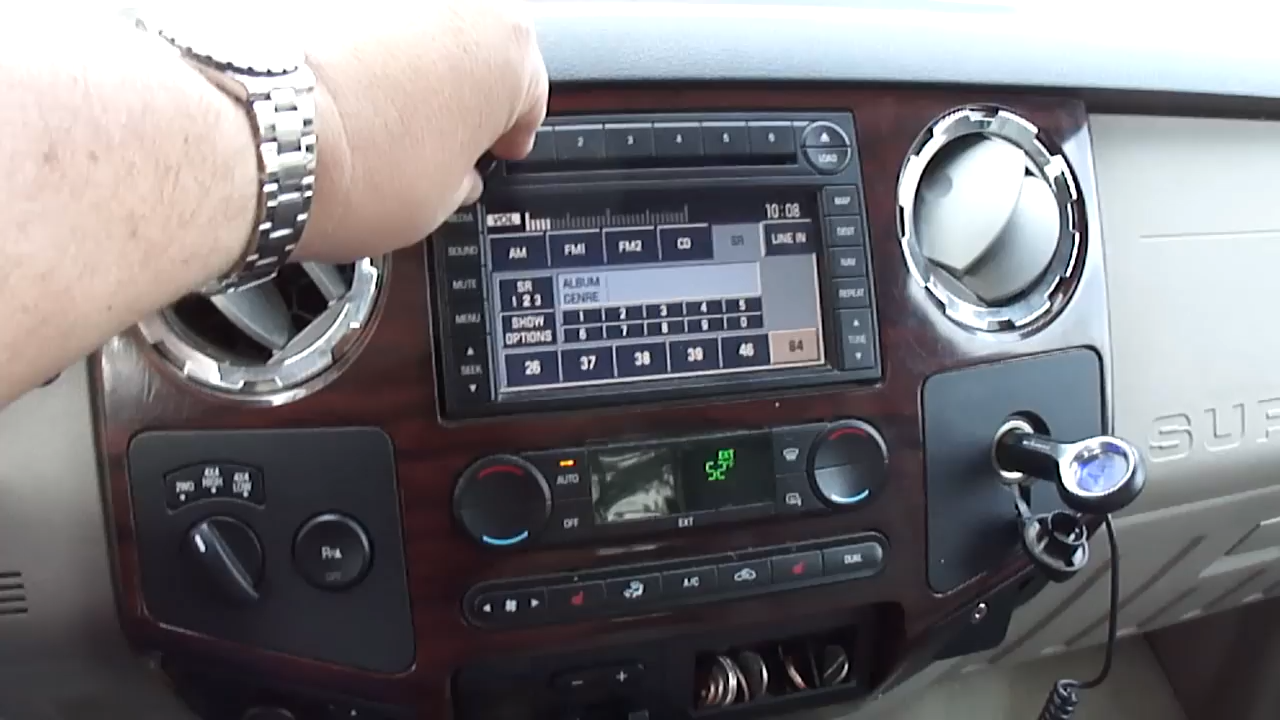 2 3 4 5 6
LOAD
MEDIA VOL 10:08 MAP
SOUND AM FM1 FM2 CD SR LINE IN DEST
MUTE SR 1 2 3 ALBUM NAV
GENRE
MENU SHOW OPTIONS 1 2 3 4 5 REPEAT
6 7 8 9 0
SEEK 26 37 38 39 46 64 TUNE
SUP
2WD 4X4 HIGH 4X4 LOW
AUTO 52°F EXT
OFF EXT
OFF
A/C DUAL
- +